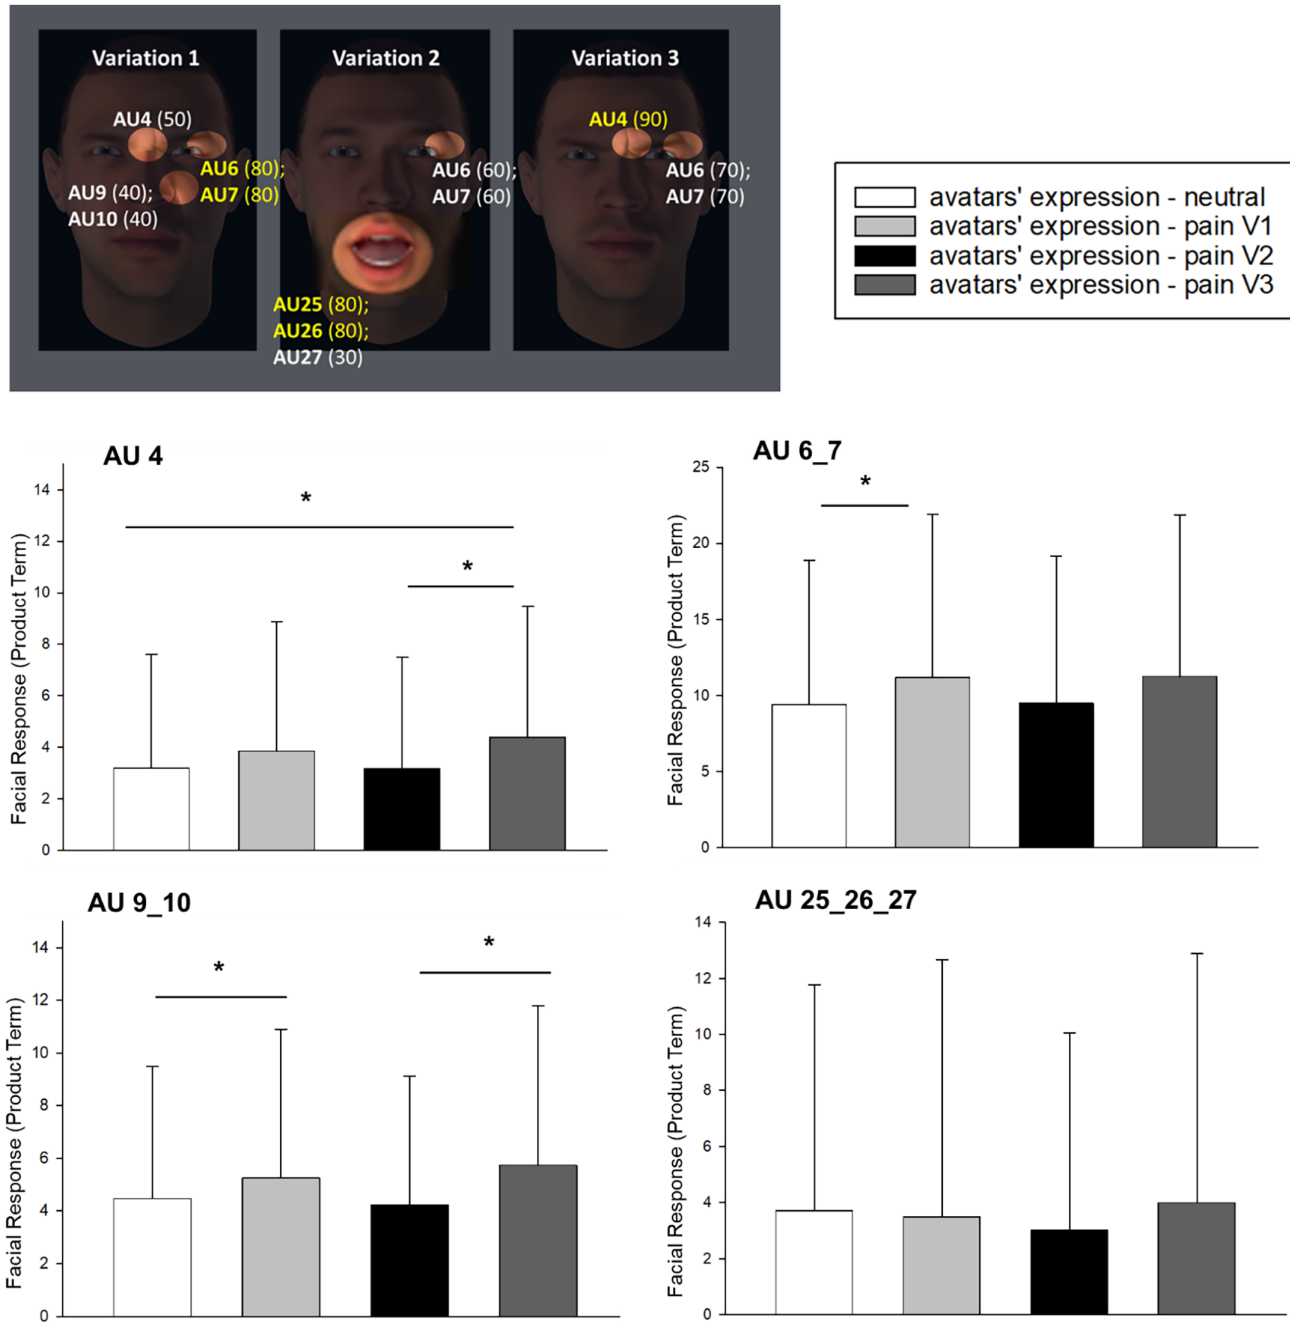 Variation 1
AU4 (50)
AU6 (80);
AU7 (80)
AU9 (40);
AU10 (40)
Variation 2
AU6 (60);
AU7 (60)
AU25 (80);
AU26 (80);
AU27 (30)
Variation 3
AU4 (90)
AU6 (70);
AU7 (70)
avatars' expression - neutral
avatars' expression - pain V1
avatars' expression - pain V2
avatars' expression - pain V3
AU 4
Facial Response (Product Term)
14
12
10
8
6
4
2
0
*
*
AU 6_7
Facial Response (Product Term)
25
20
15
10
5
0
*
AU 9_10
Facial Response (Product Term)
14
12
10
8
6
4
2
0
*
*
AU 25_26_27
Facial Response (Product Term)
14
12
10
8
6
4
2
0